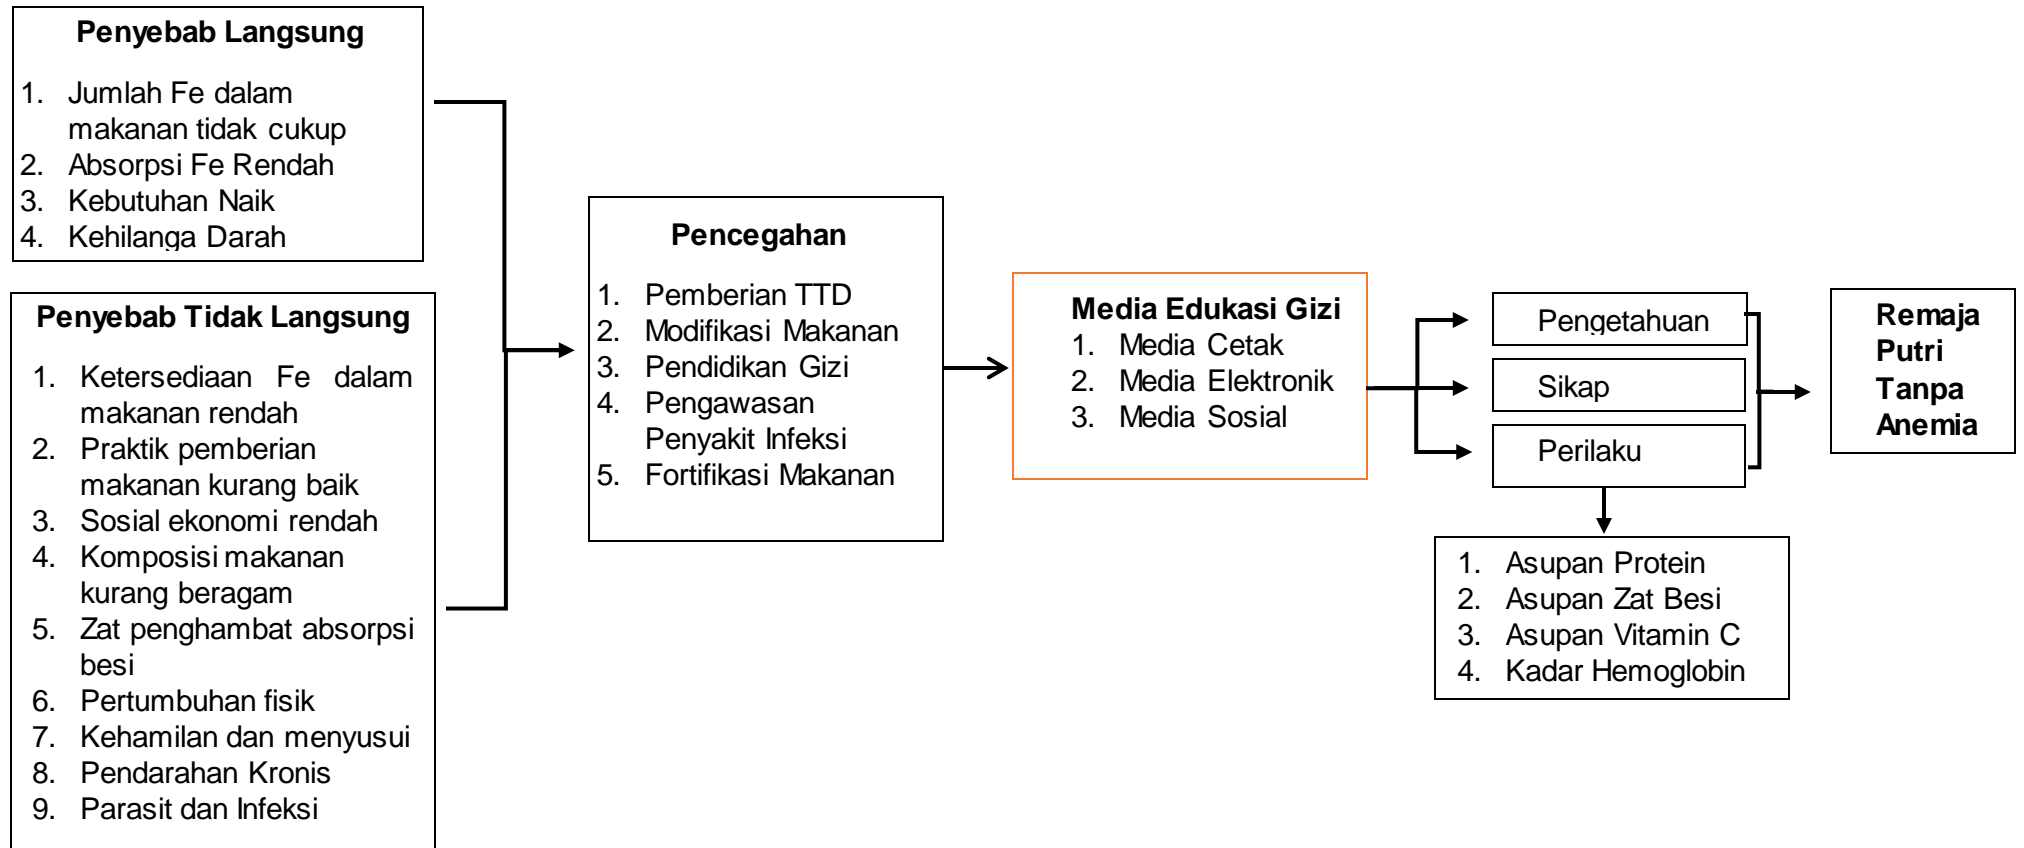 Penyebab Langsung
1. Jumlah Fe dalam
makanan tidak cukup
2. Absorpsi Fe Rendah
3. Kebutuhan Naik
4. Kehilanga Darah
Penyebab Tidak Langsung
1. Ketersediaan Fe dalam
makanan rendah
2. Praktik pemberian
makanan kurang baik
3. Sosial ekonomi rendah
4. Komposisi makanan
kurang beragam
5. Zat penghambat absorpsi
besi
6. Pertumbuhan fisik
7. Kehamilan dan menyusui
8. Pendarahan Kronis
9. Parasit dan Infeksi
Pencegahan
1. Pemberian TTD
2. Modifikasi Makanan
3. Pendidikan Gizi
4. Pengawasan
Penyakit Infeksi
5. Fortifikasi Makanan
Media Edukasi Gizi
1. Media Cetak
2. Media Elektronik
3. Media Sosial
Pengetahuan
Sikap
Perilaku
1. Asupan Protein
2. Asupan Zat Besi
3. Asupan Vitamin C
4. Kadar Hemoglobin
Remaja
Putri
Tanpa
Anemia